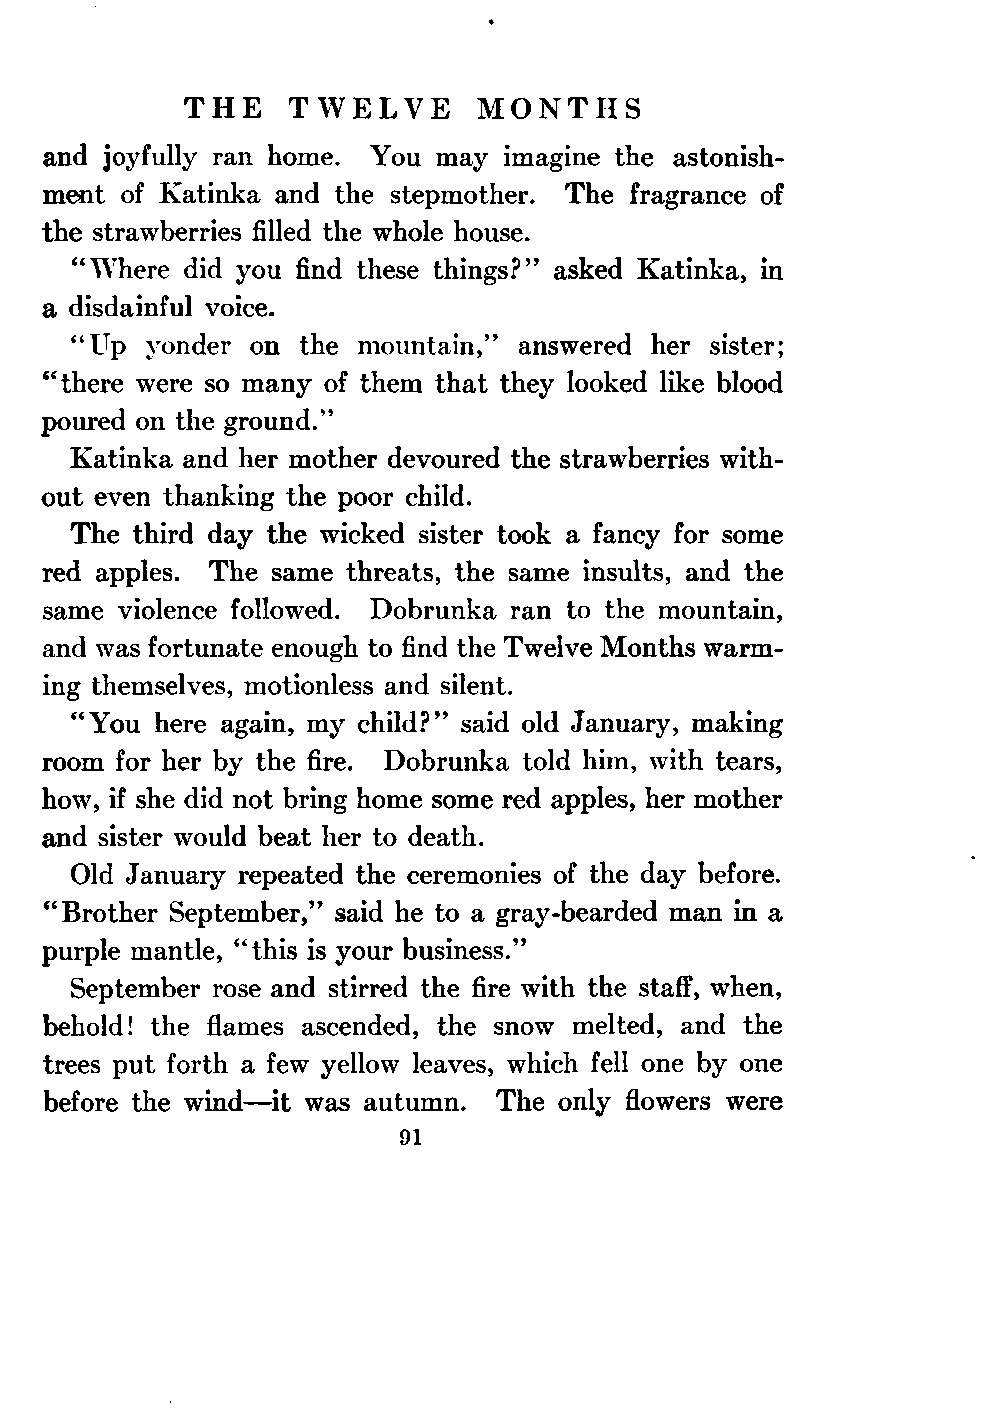 THE TWELVE MONTHS
and joyfully ran home. You may imagine the astonish-
ment of Katinka and the stepmother. The fragrance of
the strawberries filled the whole house.
“Where did you find these things?” asked Katinka, in
a disdainful voice.
“Up yonder on the mountain,” answered her sister;
“there were so many of them that they looked like blood
poured on the ground.”
Katinka and her mother devoured the strawberries with-
out even thanking the poor child.
The third day the wicked sister took a fancy for some
red apples. The same threats, the same insults, and the
same violence followed. Dobrunka ran to the mountain,
and was fortunate enough to find the Twelve Months warm-
ing themselves, motionless and silent.
“You here again, my child?” said old January, making
room for her by the fire. Dobrunka told him, with tears,
how, if she did not bring home some red apples, her mother
and sister would beat her to death.
Old January repeated the ceremonies of the day before.
“Brother September,” said he to a gray-bearded man in a
purple mantle, “this is your business.”
September rose and stirred the fire with the staff, when,
behold! the flames ascended, the snow melted, and the
trees put forth a few yellow leaves, which fell one by one
before the wind—it was autumn. The only flowers were
91